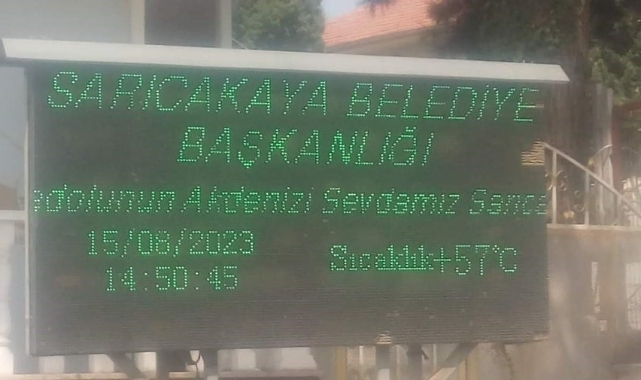 SARICAKAYA BELEDİYE
BAŞKANLIĞI
adolunun Akdenizi Sevdamız Sarıca
15/08/2023
14:50:45
Sıcaklık+57°C